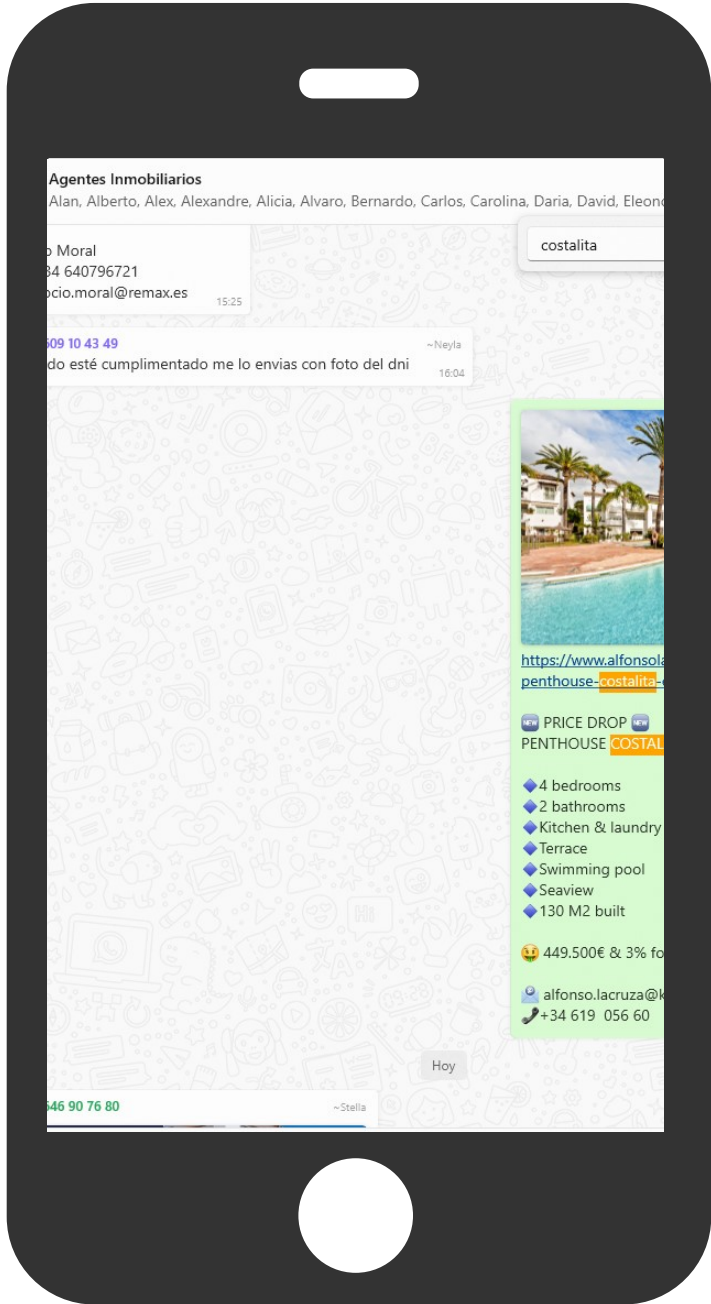 Agentes Inmobiliarios
Alan, Alberto, Alex, Alexandre, Alicia, Alvaro, Bernardo, Carlos, Carolina, Daria, David, Eleono
costalita
o Moral
34 640796721
ocio.moral@remax.es
15:25
609 10 43 49
~Neyla
do esté cumplimentado me lo envias con foto del dni
16:04
https://www.alfonsola
penthouse-costalita-
NEW PRICE DROP NEW
PENTHOUSE COSTAL
4 bedrooms
2 bathrooms
Kitchen & laundry
Terrace
Swimming pool
Seaview
130 M2 built
449.500€ & 3% fo
alfonso.lacruza@k
+34 619 056 60
Hoy
646 90 76 80
~Stella